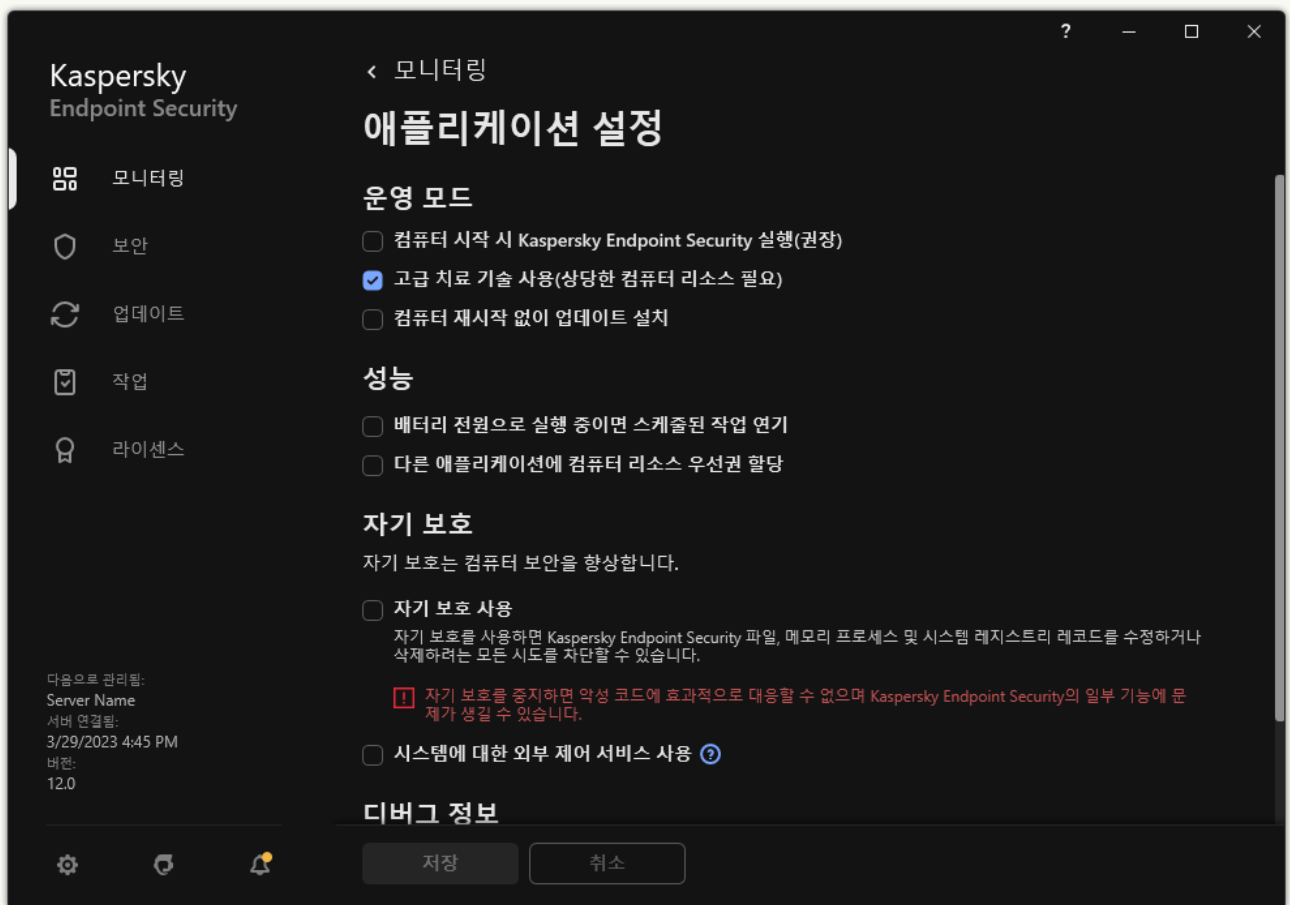 ?
Kaspersky
Endpoint Security
모니터링
보안
업데이트
작업
라이센스
다음으로 관리됨:
Server Name
서버 연결됨:
3/29/2023 4:45 PM
버전:
12.0
모니터링
애플리케이션 설정
운영 모드
컴퓨터 시작 시 Kaspersky Endpoint Security 실행(권장)
고급 치료 기술 사용(상당한 컴퓨터 리소스 필요)
컴퓨터 재시작 없이 업데이트 설치
성능
배터리 전원으로 실행 중이면 스케줄된 작업 연기
다른 애플리케이션에 컴퓨터 리소스 우선권 할당
자기 보호
자기 보호는 컴퓨터 보안을 향상합니다.
자기 보호 사용
자기 보호를 사용하면 Kaspersky Endpoint Security 파일, 메모리 프로세스 및 시스템 레지스트리 레코드를 수정하거나
삭제하려는 모든 시도를 차단할 수 있습니다.
자기 보호를 중지하면 악성 코드에 효과적으로 대응할 수 없으며 Kaspersky Endpoint Security의 일부 기능에 문
제가 생길 수 있습니다.
시스템에 대한 외부 제어 서비스 사용 ?
디버그 정보
저장
취소